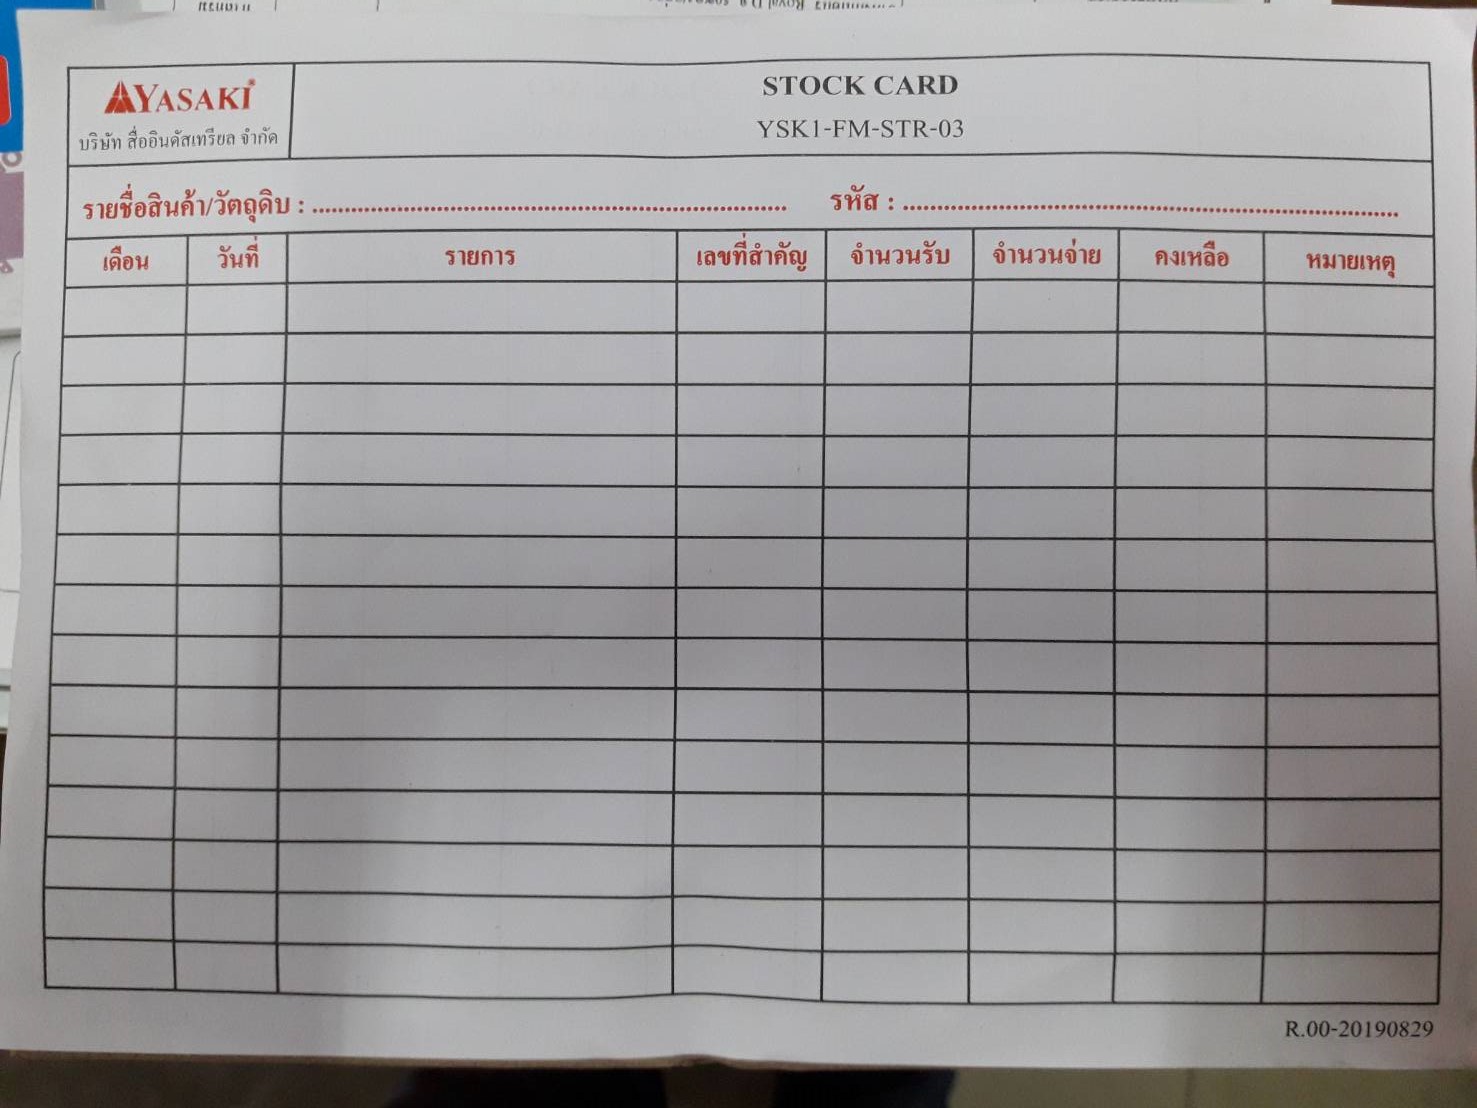 YASAKI®
บริษัท สื่ออินดัสเทรียล จำกัด
STOCK CARD
YSK1-FM-STR-03
รายชื่อสินค้า/วัตถุดิบ : ........................................ รหัส : ........................................
เดือน วันที่ รายการ เลขที่สำคัญ จำนวนรับ จำนวนจ่าย คงเหลือ หมายเหตุ
R.00-20190829